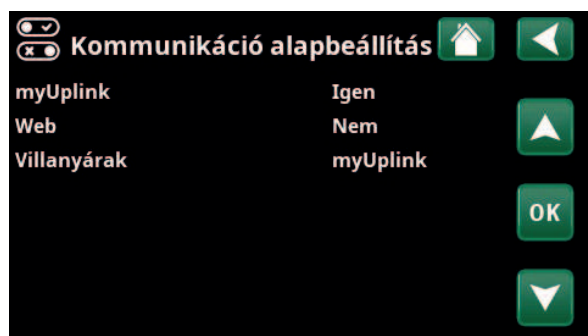 Kommunikáció alapbeállítás
myUplink Igen
Web Nem
Villanyárak myUplink
OK